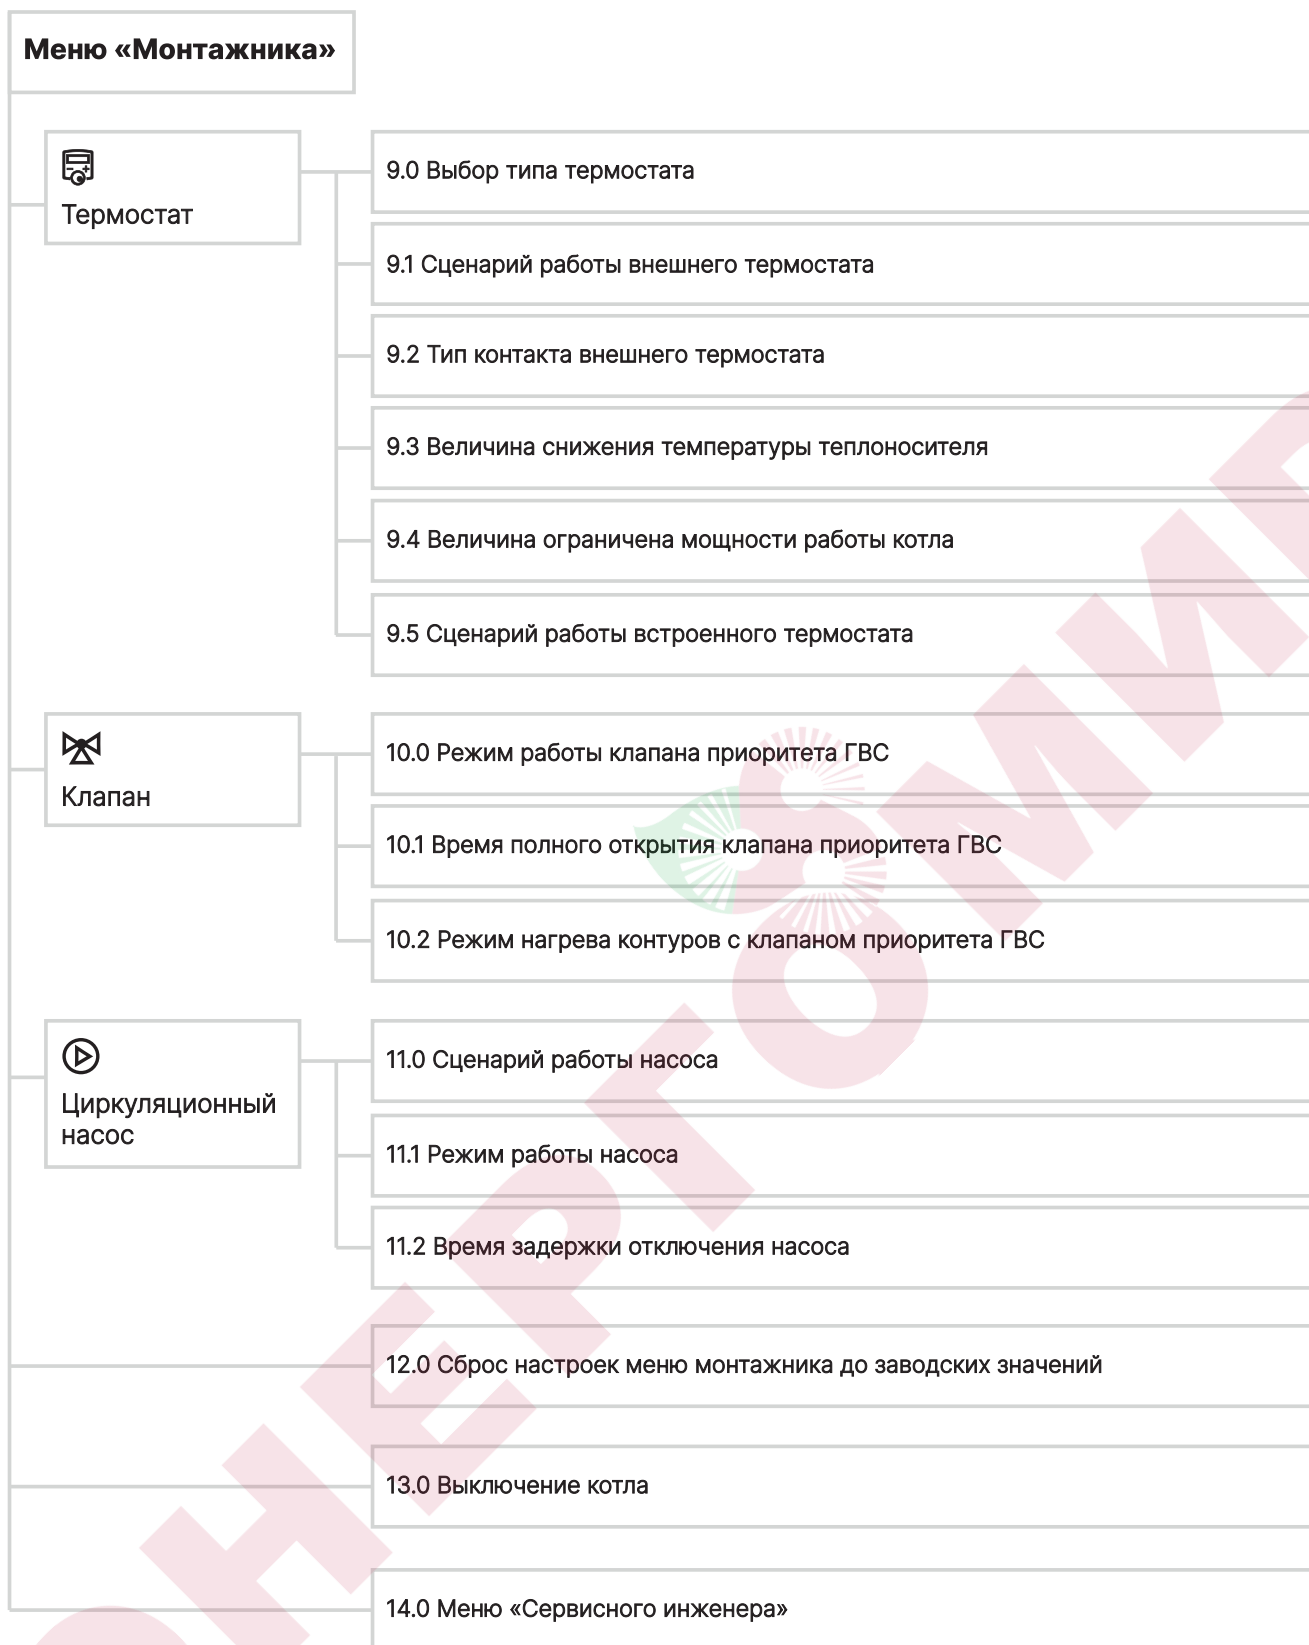 Меню «Монтажника»
Термостат
9.0 Выбор типа термостата
9.1 Сценарий работы внешнего термостата
9.2 Тип контакта внешнего термостата
9.3 Величина снижения температуры теплоносителя
9.4 Величина ограничена мощности работы котла
9.5 Сценарий работы встроенного термостата
Клапан
10.0 Режим работы клапана приоритета ГВС
10.1 Время полного открытия клапана приоритета ГВС
10.2 Режим нагрева контуров с клапаном приоритета ГВС
Циркуляционный
насос
11.0 Сценарий работы насоса
11.1 Режим работы насоса
11.2 Время задержки отключения насоса
12.0 Сброс настроек меню монтажника до заводских значений
13.0 Выключение котла
14.0 Меню «Сервисного инженера»
ЭНЕРГОМИР